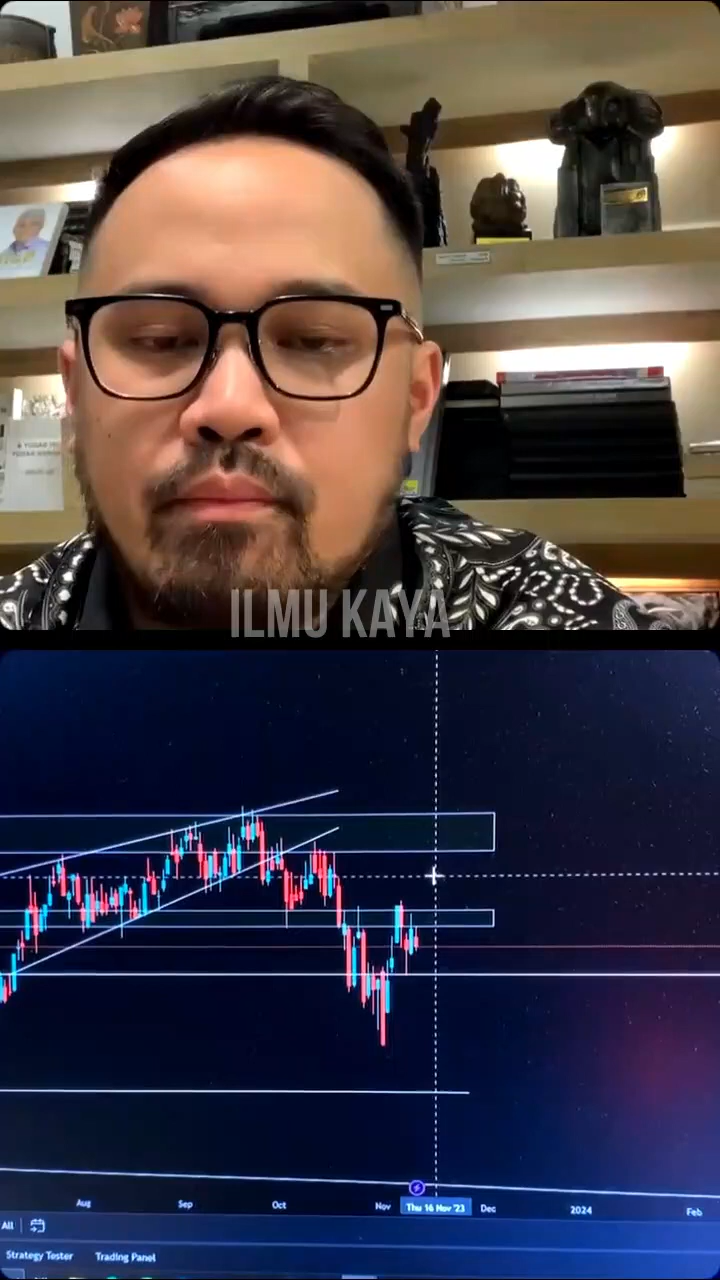 ILMU KAYA
Aug
Sep
Oct
Nov
Thu 16 Nov '23
Dec
2024
Feb
All
Strategy Tester
Trading Panel